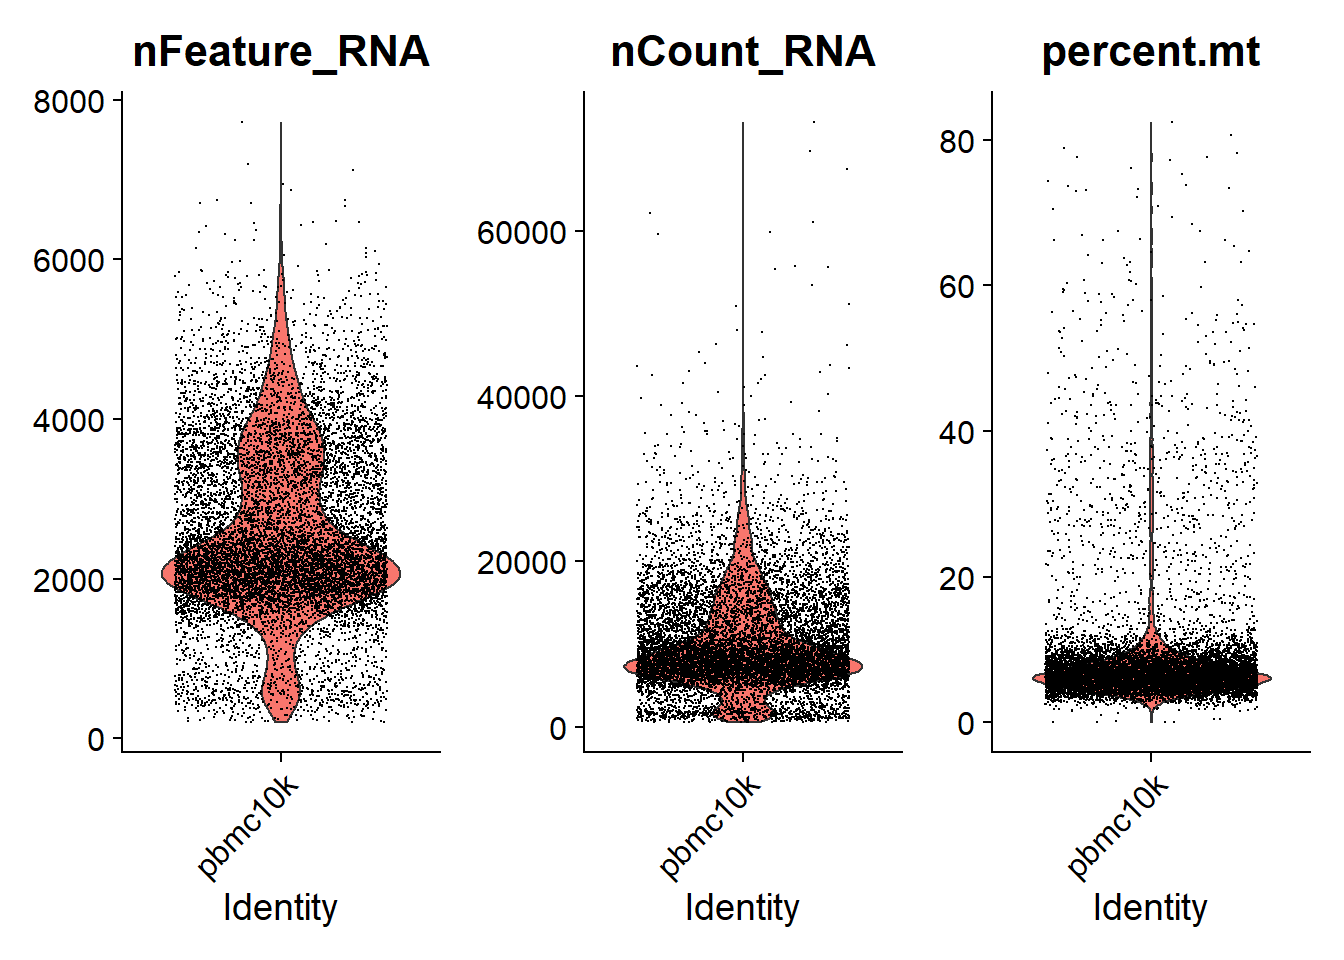 nFeature_RNA
8000
6000
4000
2000
0
pbmc10k
Identity
nCount_RNA
60000
40000
20000
0
pbmc10k
Identity
percent.mt
80
60
40
20
0
pbmc10k
Identity